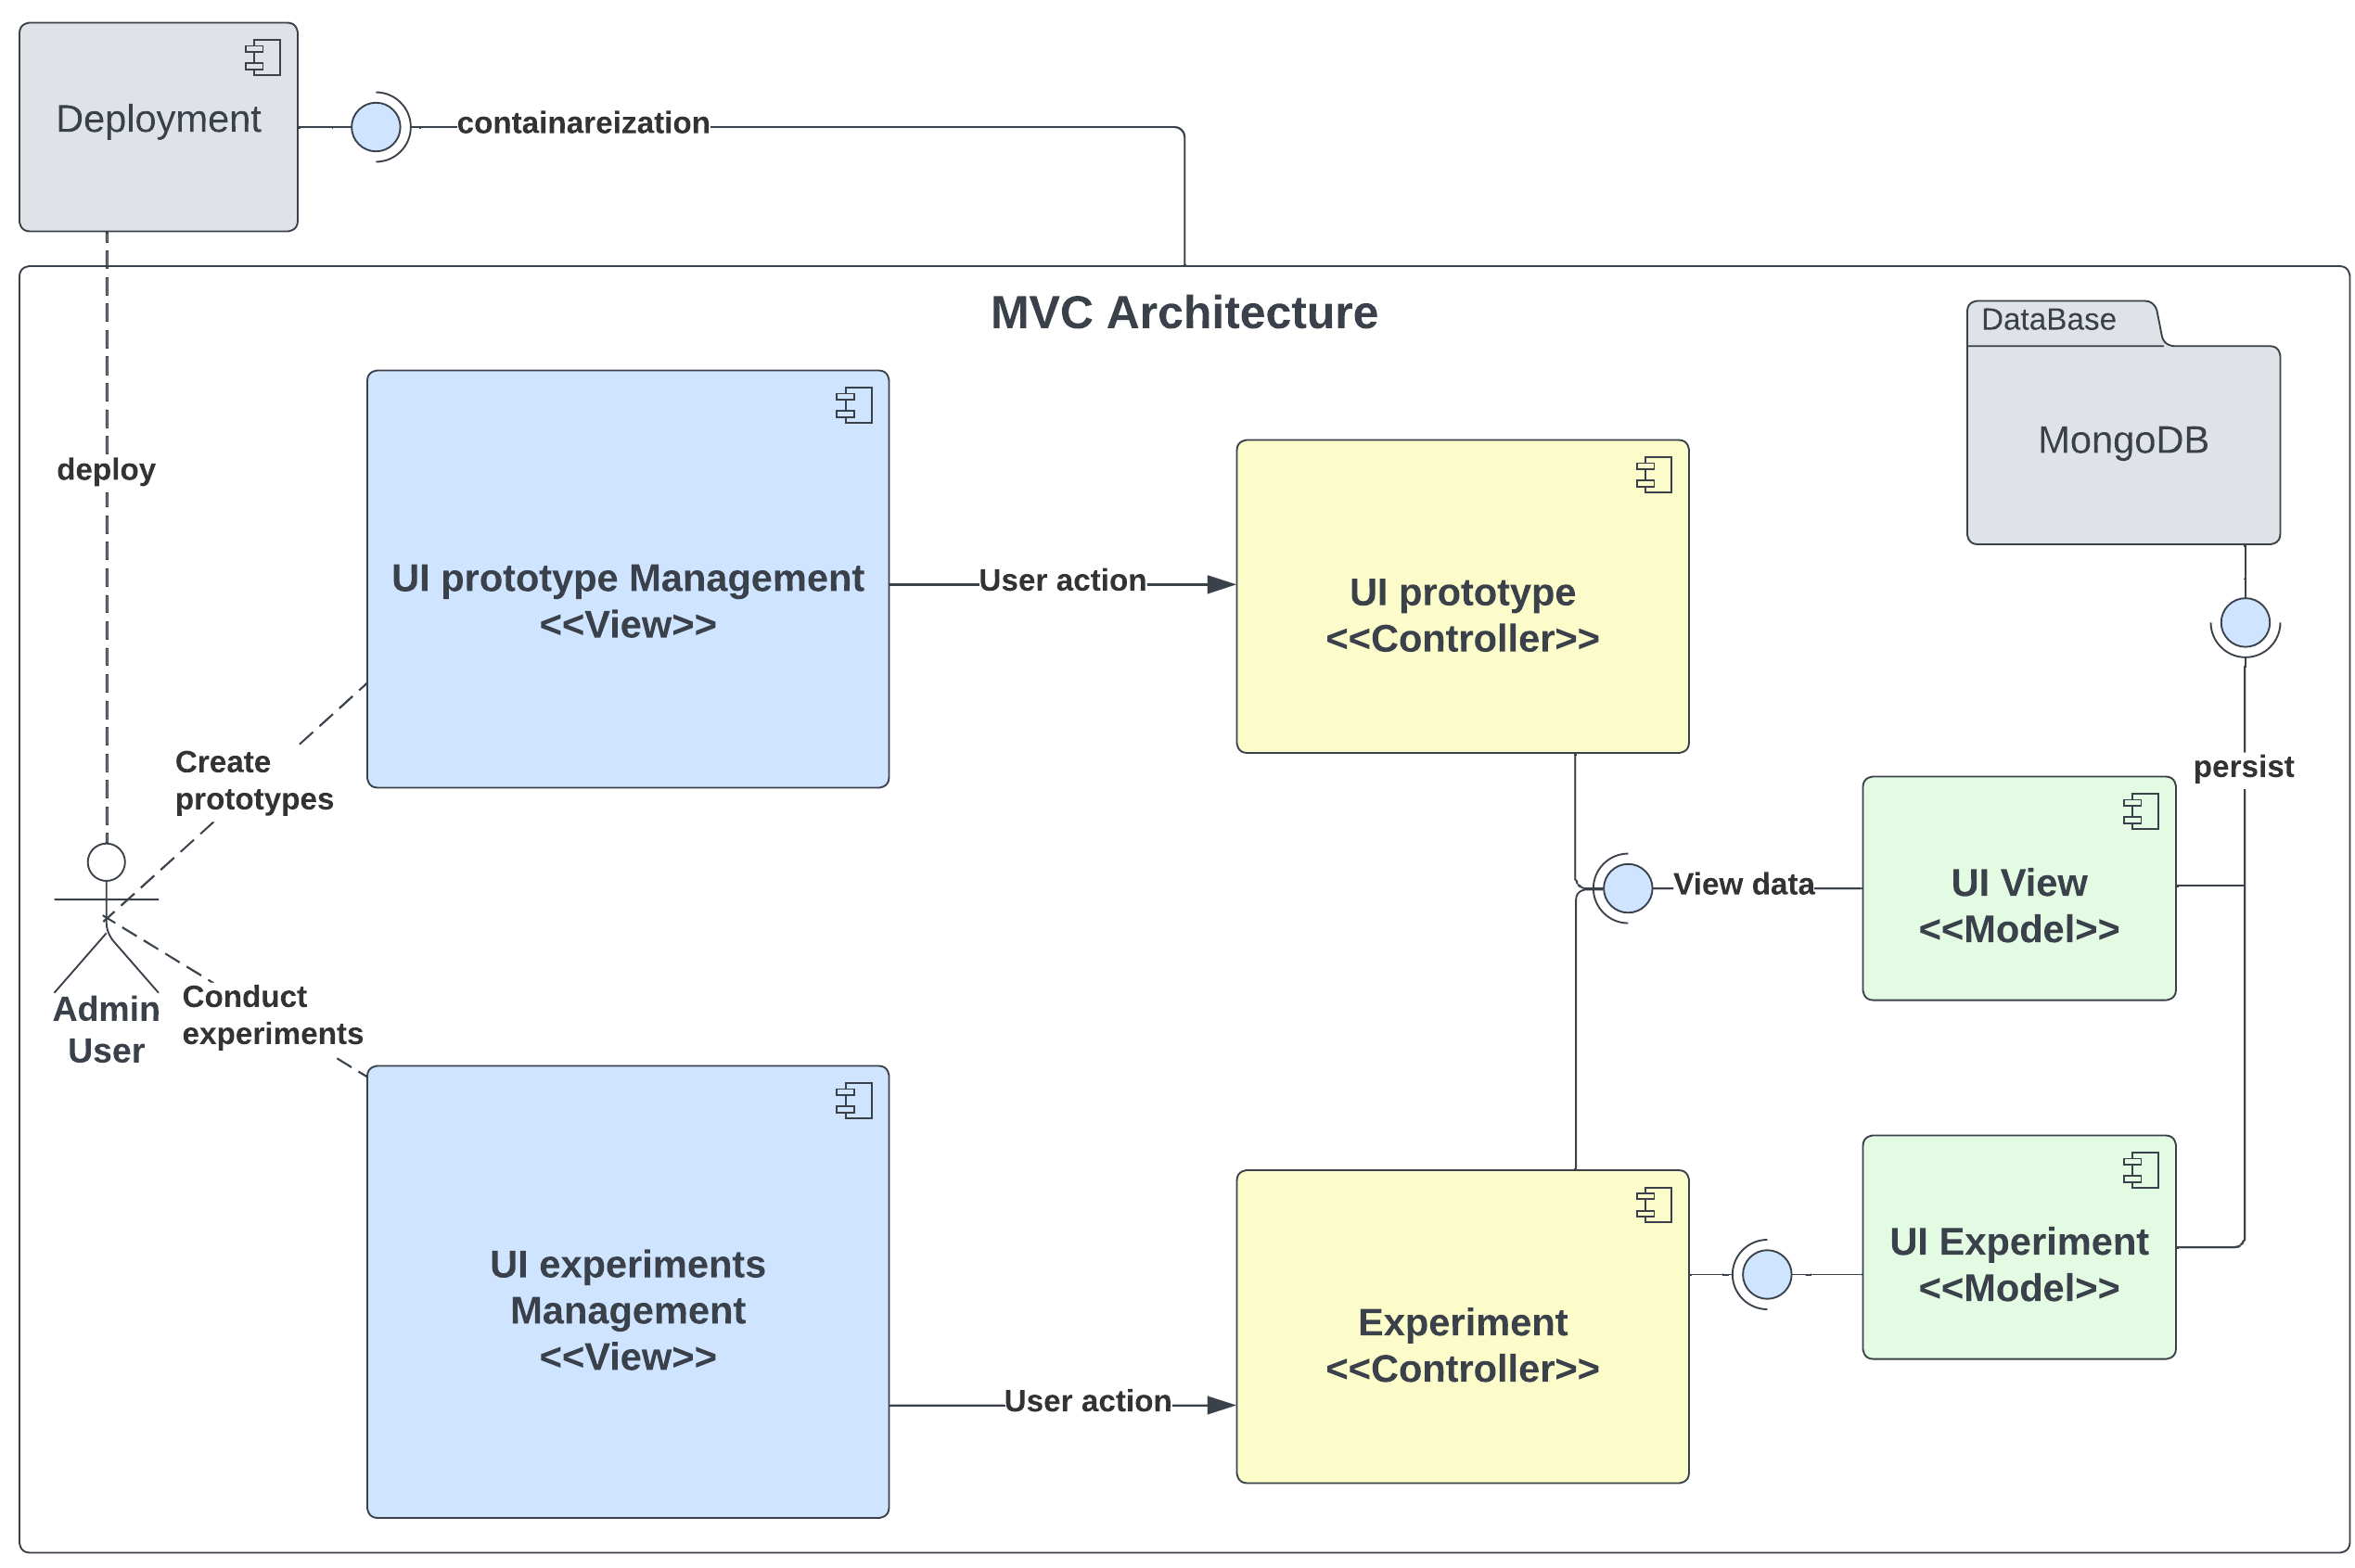 Deployment
containareization
MVC Architecture
DataBase
MongoDB
deploy
UI prototype Management
<<View>>
User action
UI prototype
<<Controller>>
Create
prototypes
persist
View data
UI View
<<Model>>
Admin
User
Conduct
experiments
UI experiments
Management
<<View>>
User action
Experiment
<<Controller>>
UI Experiment
<<Model>>